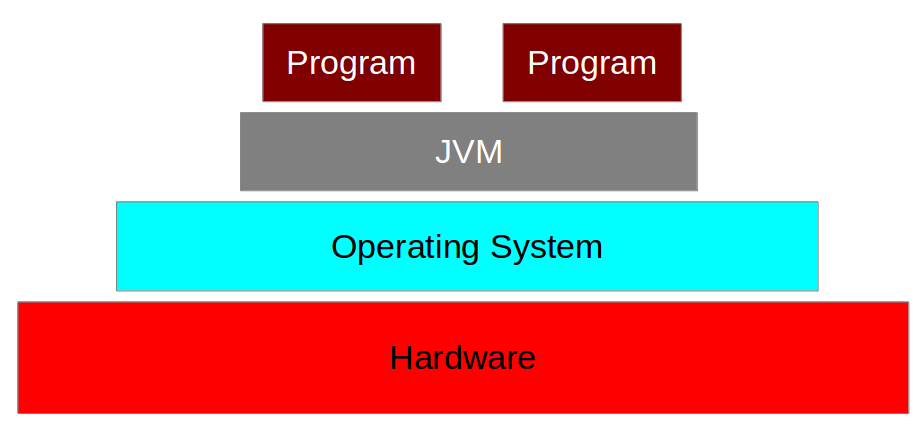 Program Program
JVM
Operating System
Hardware